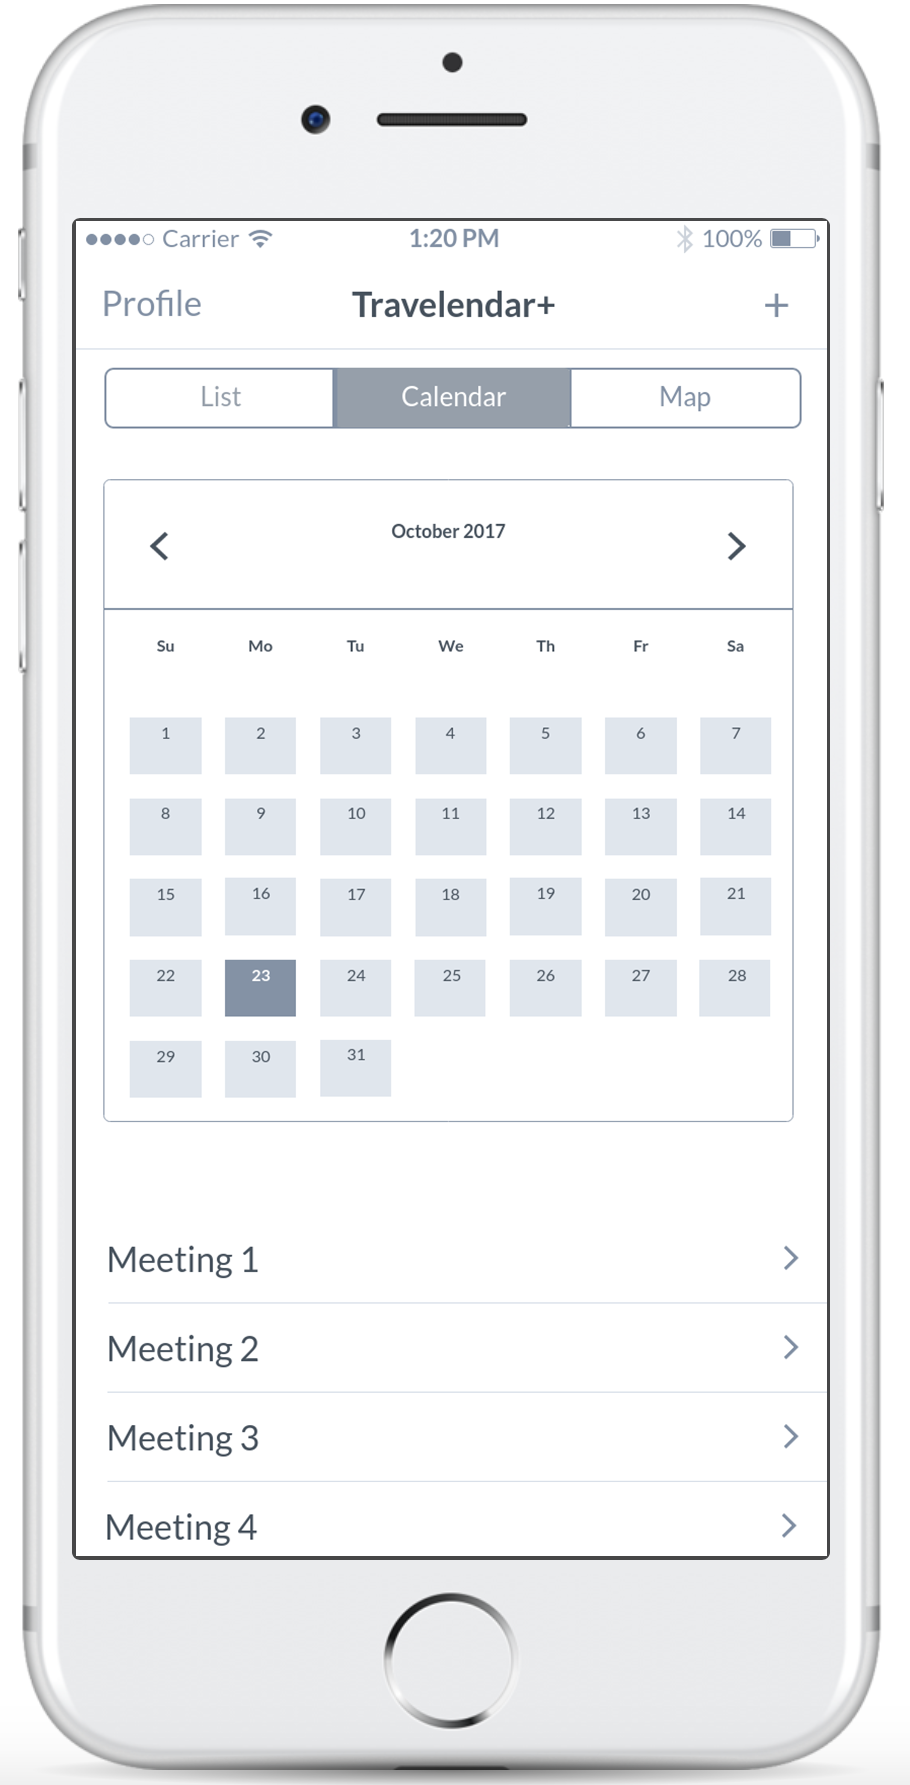 Carrier 1:20 PM 100%
Profile Travelendar+ +
List Calendar Map
October 2017
Su Mo Tu We Th Fr Sa
1 2 3 4 5 6 7
8 9 10 11 12 13 14
15 16 17 18 19 20 21
22 23 24 25 26 27 28
29 30 31
Meeting 1
Meeting 2
Meeting 3
Meeting 4